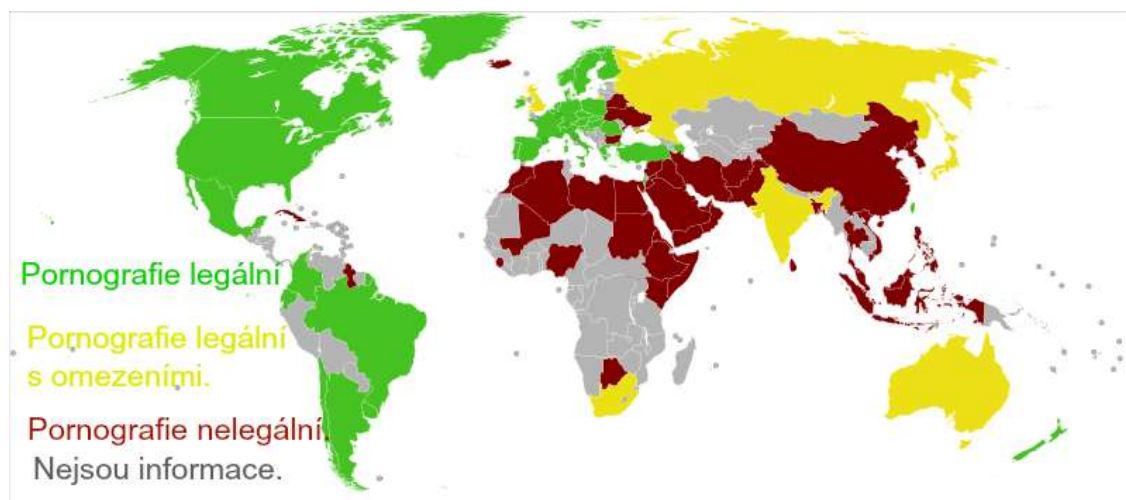 Pornografie legální
Pornografie legální
s omezeními.
Pornografie nelegální.
Nejsou informace.